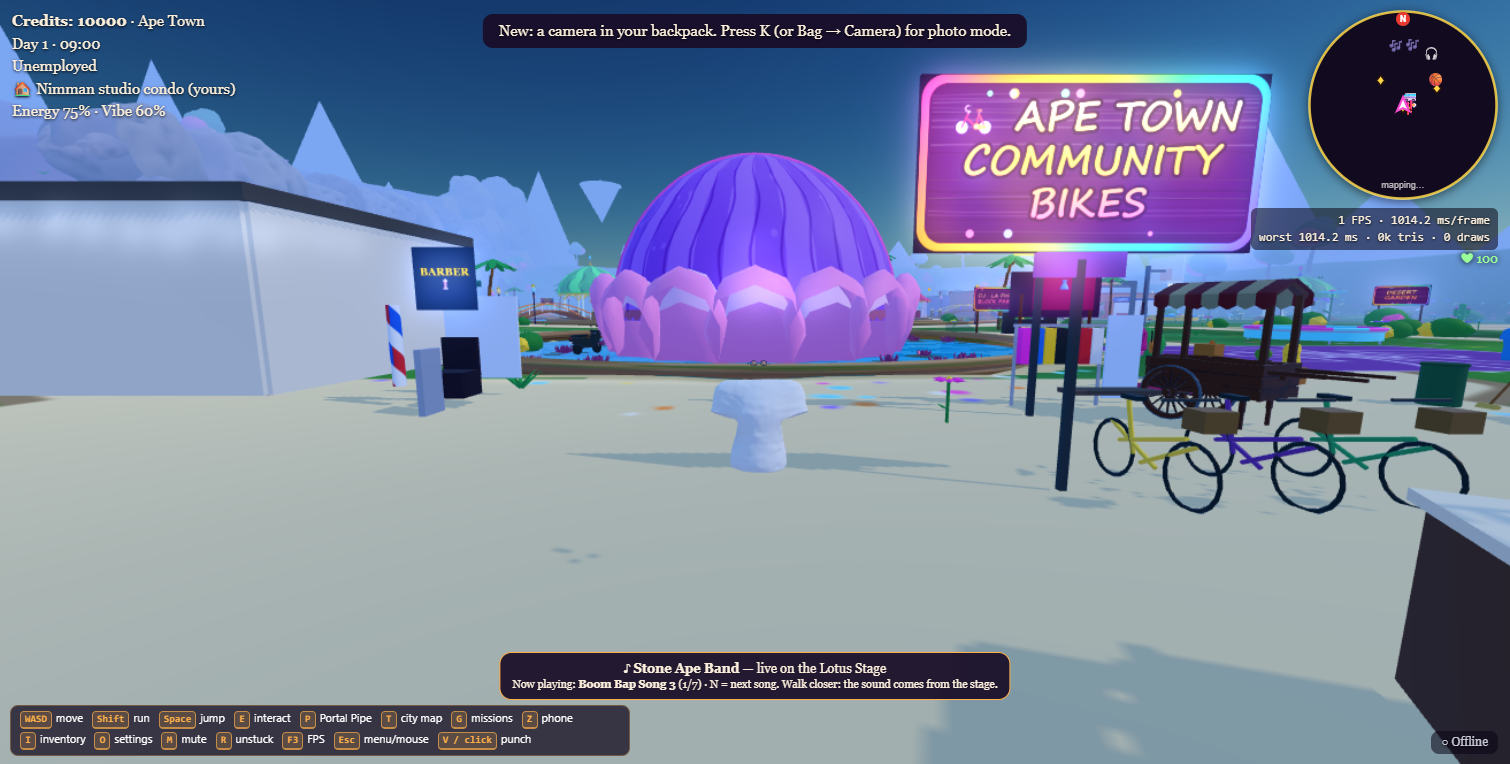 Credits: 10000 · Ape Town
Day 1 · 09:00
Unemployed
🏠 Nimman studio condo (yours)
Energy 75% · Vibe 60%
New: a camera in your backpack. Press K (or Bag → Camera) for photo mode.
N
mapping...
1 FPS · 1014.2 ms/frame
worst 1014.2 ms · 0k tris · 0 draws
100
APE TOWN
COMMUNITY
BIKES
BARBER
DESERT
GARDEN
♪ Stone Ape Band — live on the Lotus Stage
Now playing: Boom Bap Song 3 (1/7) · N = next song. Walk closer: the sound comes from the stage.
WASD move Shift run Space jump E interact P Portal Pipe T city map G missions Z phone
I inventory O settings M mute R unstuck F3 FPS Esc menu/mouse V / click punch
○ Offline